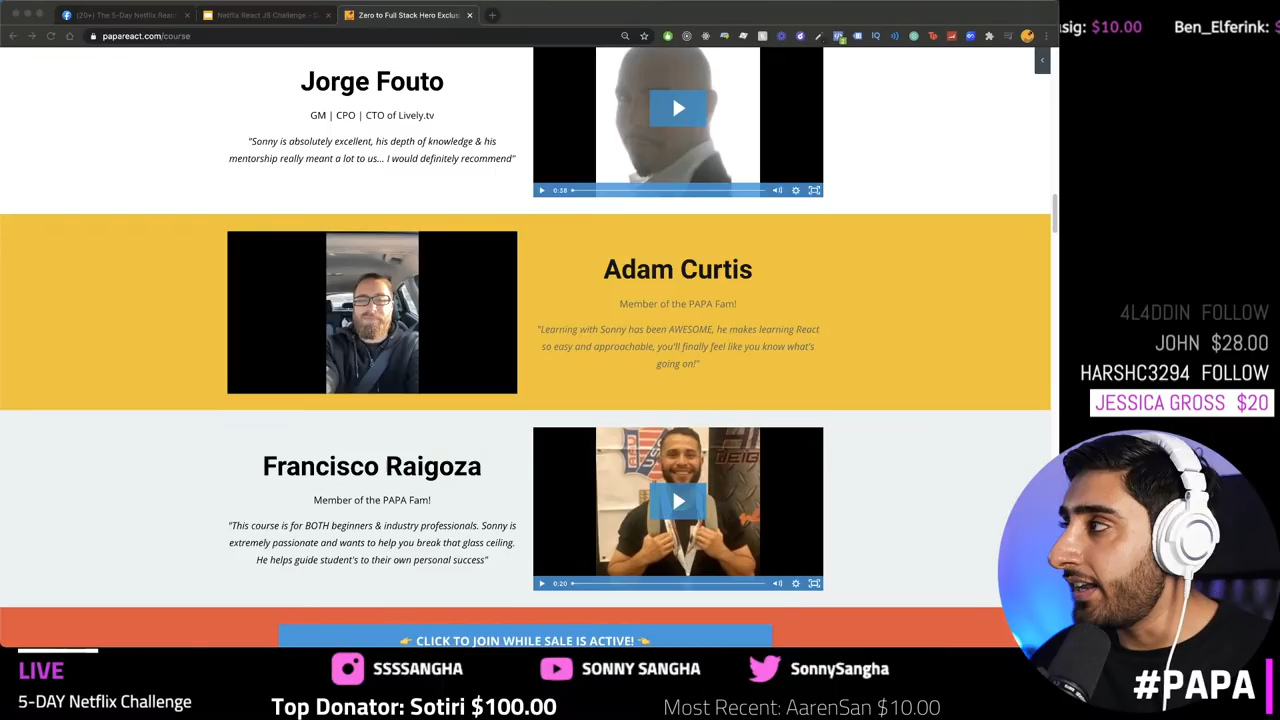 (20+) The 5-Day Netflix React
Netflix React JS Challenge - 
Zero to Full Stack Hero Exclus
papareact.com/course
sig: $10.00
Ben_Elferink:
Jorge Fouto
GM | CPO | CTO of Lively.tv
"Sonny is absolutely excellent, his depth of knowledge & his
mentorship really meant a lot to us... I would definitely recommend"
0:38
Adam Curtis
Member of the PAPA Fam!
"Learning with Sonny has been AWESOME, he makes learning React
so easy and approachable, you'll finally feel like you know what's
going on!"
Francisco Raigoza
Member of the PAPA Fam!
"This course is for BOTH beginners & industry professionals. Sonny is
extremely passionate and wants to help you break that glass ceiling.
He helps guide student's to their own personal success"
0:20
👉 CLICK TO JOIN WHILE SALE IS ACTIVE! 👈
4L4DDIN FOLLOW
JOHN $28.00
HARSHC3294 FOLLOW
JESSICA GROSS $20
LIVE
5-DAY Netflix Challenge
SSSSANGHA
SONNY SANGHA
SonnySangha
Top Donator: Sotiri $100.00
Most Recent: AarenSan $10.00
#PAPA